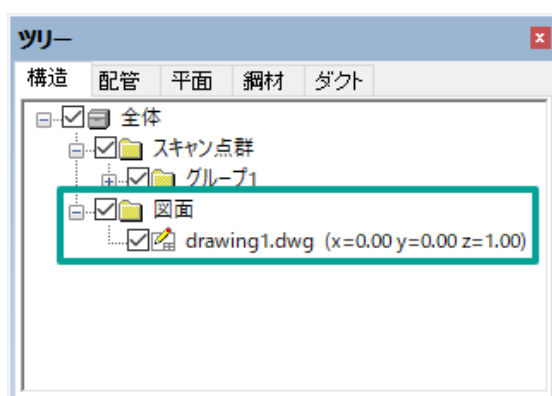 ツリー
構造 配管 平面 鋼材 ダクト
全体
スキャン点群
グループ1
図面
drawing1.dwg (x=0.00 y=0.00 z=1.00)